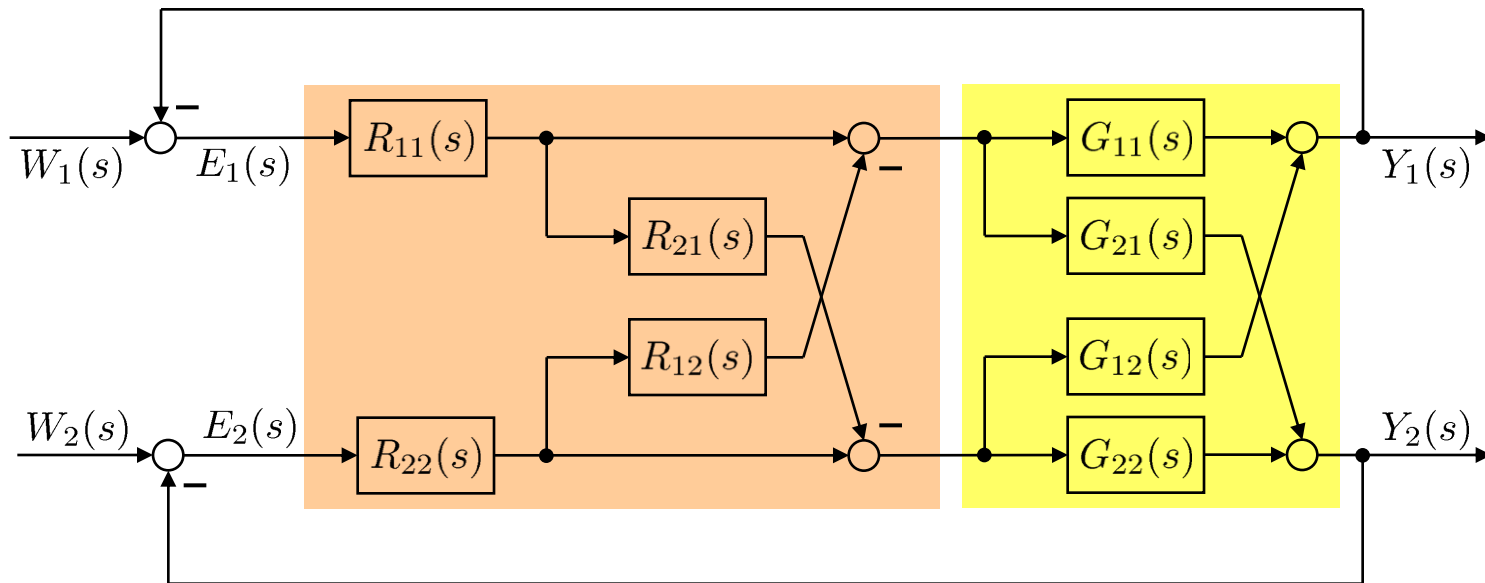 R₁₁(s)
G₁₁(s)
W₁(s)
E₁(s)
Y₁(s)
R₂₁(s)
G₂₁(s)
R₁₂(s)
G₁₂(s)
W₂(s)
E₂(s)
Y₂(s)
R₂₂(s)
G₂₂(s)